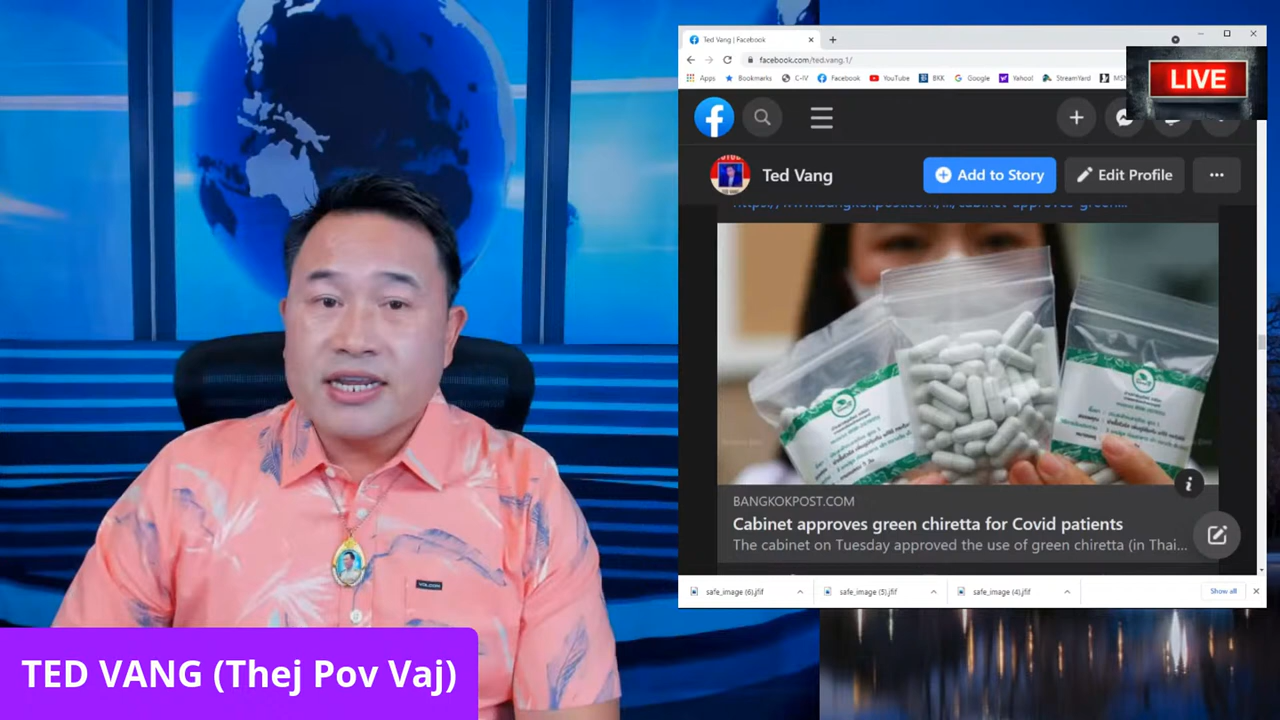 Ted Vang | Facebook
facebook.com/ted.vang.1/
Apps
Bookmarks
C-IV
Facebook
YouTube
BKK
Google
Yahoo!
StreamYard
LIVE
Ted Vang
Add to Story
Edit Profile
BANGKOKPOST.COM
Cabinet approves green chiretta for Covid patients
The cabinet on Tuesday approved the use of green chiretta (in Thai...
safe_image (6).jfif
safe_image (5).jfif
safe_image (4).jfif
Show all
VOLCOM
TED VANG (Thej Pov Vaj)